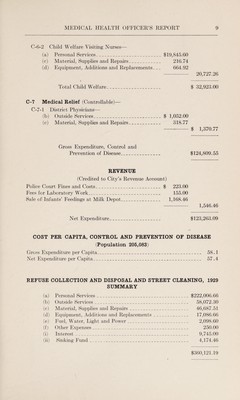 MEDICAL HEALTH OFFICER'S REPORT 9
C-6-2 Child Welfare Visiting Nurses—
(a) Personal Services $19,845.60
(c) Material, Supplies and Repairs 216.74
(d) Equipment, Additions and Replacements 664.92
20,727.26
Total Child Welfare $ 32,923.00
C-7 Medical Relief (Controllable)—
C-7-1 District Physicians—
(b) Outside Services $ 1,052.00
(c) Material, Supplies and Repairs 318.77
$ 1,370.77
Gross Expenditure, Control and
Prevention of Disease $124,809.55
REVENUE
(Credited to City's Revenue Account)
Police Court Fines and Costs $ 223.00
Fees for Laboratory Work 155.00
Sale of Infants' Feedings at Milk Depot 1,168.46
1,546.46
Net Expenditure $123,263.09
COST PER CAPITA, CONTROL AND PREVENTION OF DISEASE
(Population 205,082)
Gross Expenditure per Capita 58.1
Net Expenditure per Capita 57.4
REFUSE COLLECTION AND DISPOSAL AND STREET CLEANING, 1929
SUMMARY
(a) Personal Services $222,006.66
(b) Outside Services 58,072.30
(c) Material, Supplies and Repairs 46,687.51
(d) Equipment, Additions and Replacements 17,086.66
(e) Fuel, Water, Light and Power 2,098.60
(f) Other Expenses 250.00
(i) Interest 9,745.00
(ii) Sinking Fund 4,174.46
$360,121.19